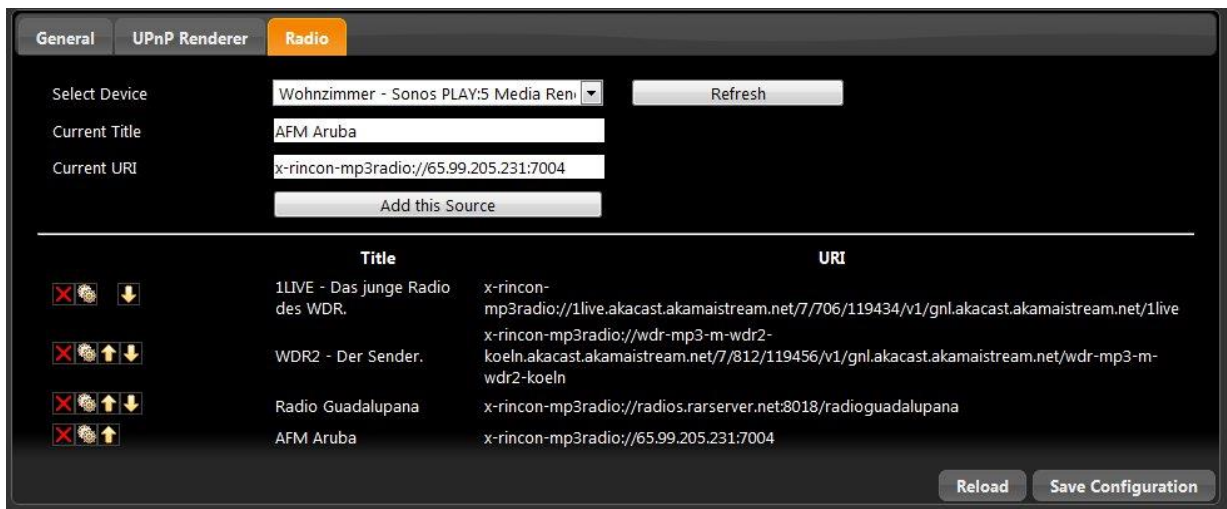 General UPnP Renderer Radio
Select Device Wohnzimmer - Sonos PLAY:5 Media Ren Refresh
Current Title AFM Aruba
Current URI x-rincon-mp3radio://65.99.205.231:7004
Add this Source
Title URI
1LIVE - Das junge Radio
des WDR.
x-rincon-
mp3radio://1live.akacast.akamaistream.net/7/706/119434/v1/gnl.akacast.akamaistream.net/1live
WDR2 - Der Sender.
x-rincon-mp3radio://wdr-mp3-m-wdr2-
koeln.akacast.akamaistream.net/7/812/119456/v1/gnl.akacast.akamaistream.net/wdr-mp3-m-
wdr2-koeln
Radio Guadalupana x-rincon-mp3radio://radios.rarserver.net:8018/radioguadalupana
AFM Aruba x-rincon-mp3radio://65.99.205.231:7004
Reload Save Configuration